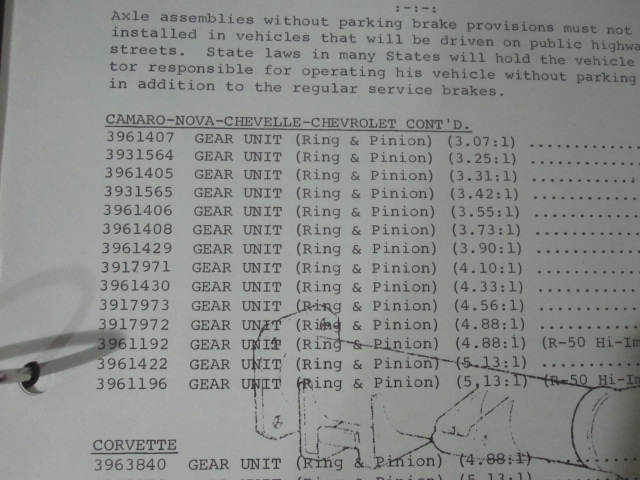 :-:-:
Axle assemblies without parking brake provisions must not
installed in vehicles that will be driven on public highwa
streets. State laws in many States will hold the vehicle
tor responsible for operating his vehicle without parking
in addition to the regular service brakes.
CAMARO-NOVA-CHEVELLE-CHEVROLET CONT'D.
3961407 GEAR UNIT (Ring & Pinion) (3.07:1) ..........
3931564 GEAR UNIT (Ring & Pinion) (3.25:1) ..........
3961405 GEAR UNIT (Ring & Pinion) (3.31:1) ..........
3931565 GEAR UNIT (Ring & Pinion) (3.42:1) ..........
3961406 GEAR UNIT (Ring & Pinion) (3.55:1) ..........
3961408 GEAR UNIT (Ring & Pinion) (3.73:1) ..........
3961429 GEAR UNIT (Ring & Pinion) (3.90:1) ..........
3917971 GEAR UNIT (Ring & Pinion) (4.10:1) ..........
3961430 GEAR UNIT (Ring & Pinion) (4.33:1) ..........
3917973 GEAR UNIT (Ring & Pinion) (4.56:1) ..........
3917972 GEAR UNIT (Ring & Pinion) (4.88:1) ..........
3961192 GEAR UNIT (Ring & Pinion) (4.88:1) (R-50 Hi-Im
3961422 GEAR UNIT (Ring & Pinion) (5.13:1) ..........
3961196 GEAR UNIT (Ring & Pinion) (5,13:1) (R-50 Hi-Im
CORVETTE
3963840 GEAR UNIT (Ring & Pinion) (4.88:1) ..........